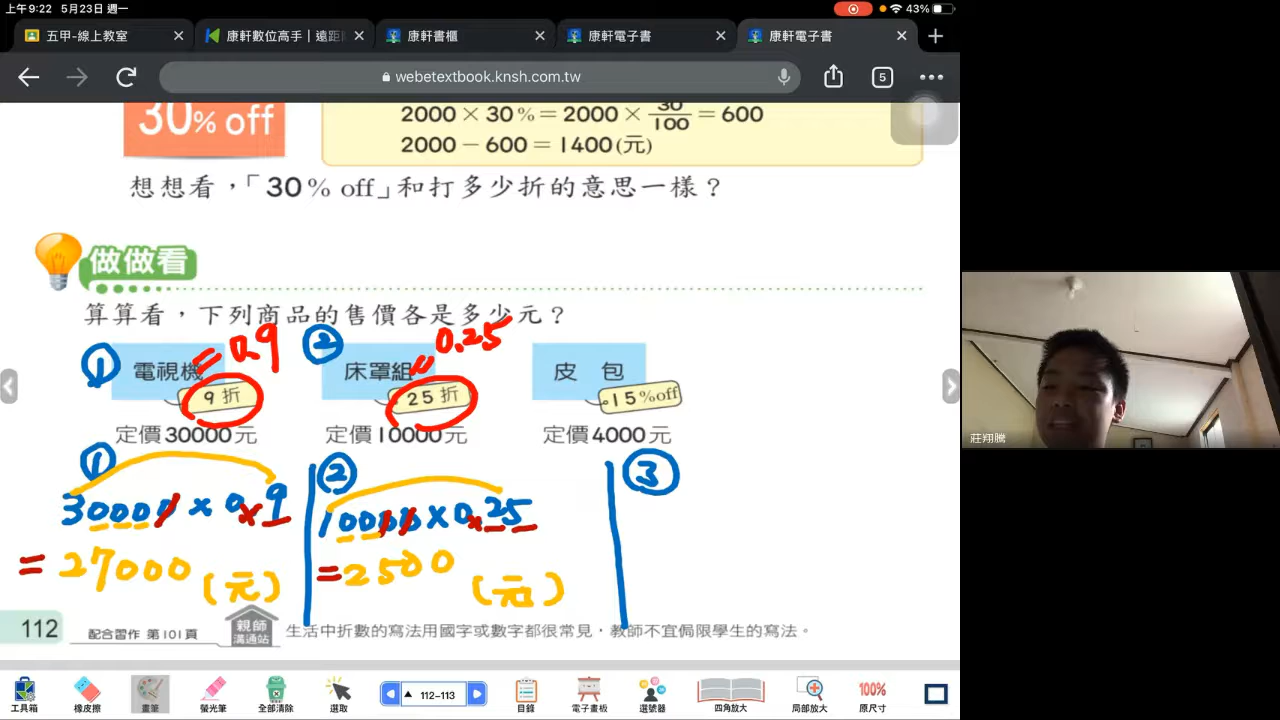 上午9:22 5月23日 週一
43%
五甲-線上教室
康軒數位高手｜遠距
康軒書櫃
康軒電子書
康軒電子書
webetextbook.knsh.com.tw
5
30% off
2000 × 30% = 2000 × 30/100 = 600
2000 − 600 = 1400(元)
想想看，「30% off」和打多少折的意思一樣？
做做看
算算看，下列商品的售價各是多少元？
① 電視機 = 0.9
9折
定價30000元
② 床罩組 = 0.25
25折
定價10000元
皮包
15%off
定價4000元
①
30000 × 0.9
= 27000 (元)
②
10000 × 0.25
= 2500 (元)
③
112
配合習作 第101頁
親師溝通站
生活中折數的寫法用國字或數字都很常見，教師不宜侷限學生的寫法。
工具箱
橡皮擦
畫筆
螢光筆
全部清除
選取
112-113
目錄
電子畫板
選號器
四角放大
局部放大
100%
原尺寸
莊翔騰